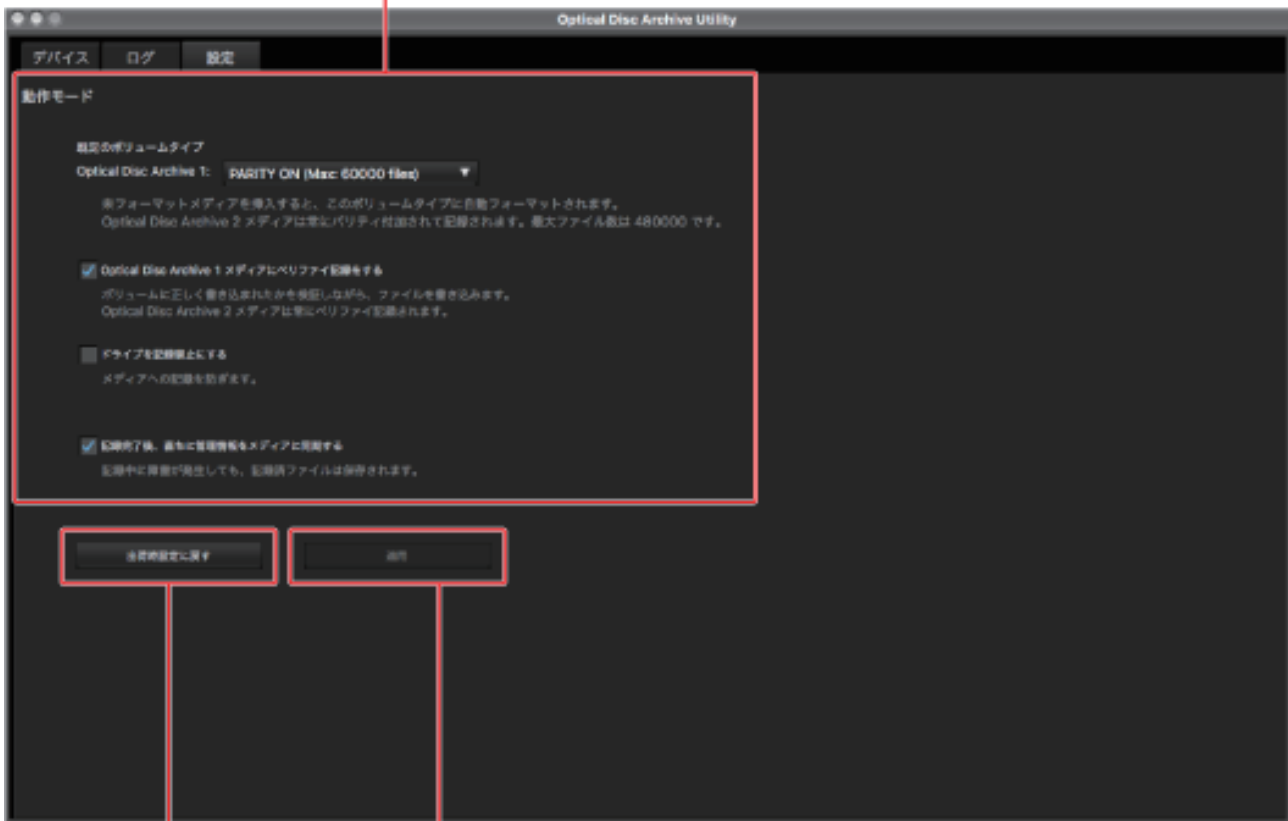 Optical Disc Archive Utility
デバイス ログ 設定
動作モード
既定のボリュームタイプ
Optical Disc Archive 1: PARITY ON (Max: 60000 files)
未フォーマットメディアを挿入すると、このボリュームタイプに自動フォーマットされます。
Optical Disc Archive 2 メディアは常にパリティ付加されて記録されます。最大ファイル数は 480000 です。
Optical Disc Archive 1 メディアにベリファイ記録をする
ボリュームに正しく書き込まれたかを検証しながら、ファイルを書き込みます。
Optical Disc Archive 2 メディアは常にベリファイ記録されます。
ドライブを記録禁止にする
メディアへの記録を防ぎます。
記録完了後、直ちに管理情報をメディアに同期する
記録中に障害が発生しても、記録済ファイルは保存されます。
出荷時設定に戻す 適用